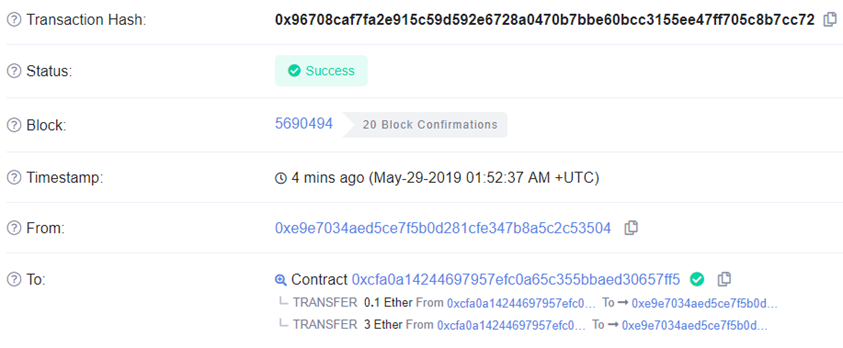 Transaction Hash: 0x96708caf7fa2e915c59d592e6728a0470b7bbe60bcc3155ee47ff705c8b7cc72
Status: Success
Block: 5690494 20 Block Confirmations
Timestamp: 4 mins ago (May-29-2019 01:52:37 AM +UTC)
From: 0xe9e7034aed5ce7f5b0d281cfe347b8a5c2c53504
To: Contract 0xcfa0a14244697957efc0a65c355bbaed30657ff5
TRANSFER 0.1 Ether From 0xcfa0a14244697957efc0... To → 0xe9e7034aed5ce7f5b0d...
TRANSFER 3 Ether From 0xcfa0a14244697957efc0... To → 0xe9e7034aed5ce7f5b0d...